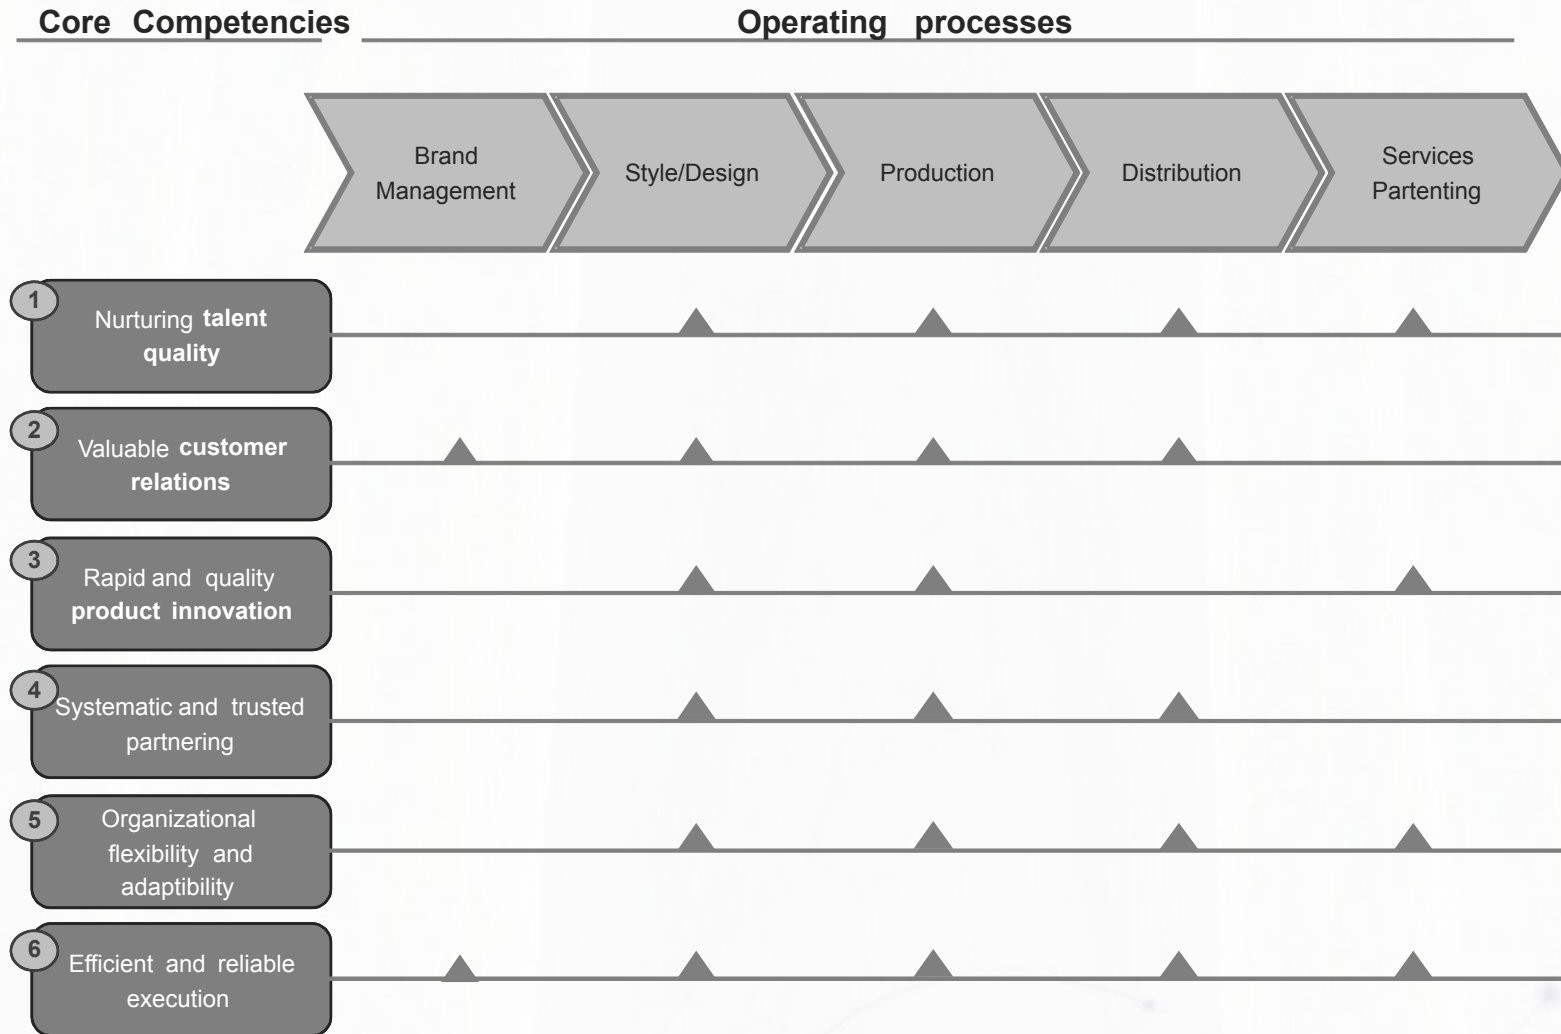 Core Competencies
Operating processes
Brand
Management
Style/Design
Production
Distribution
Services
Partenting
1
Nurturing talent
quality
2
Valuable customer
relations
3
Rapid and quality
product innovation
4
Systematic and trusted
partnering
5
Organizational
flexibility and
adaptibility
6
Efficient and reliable
execution